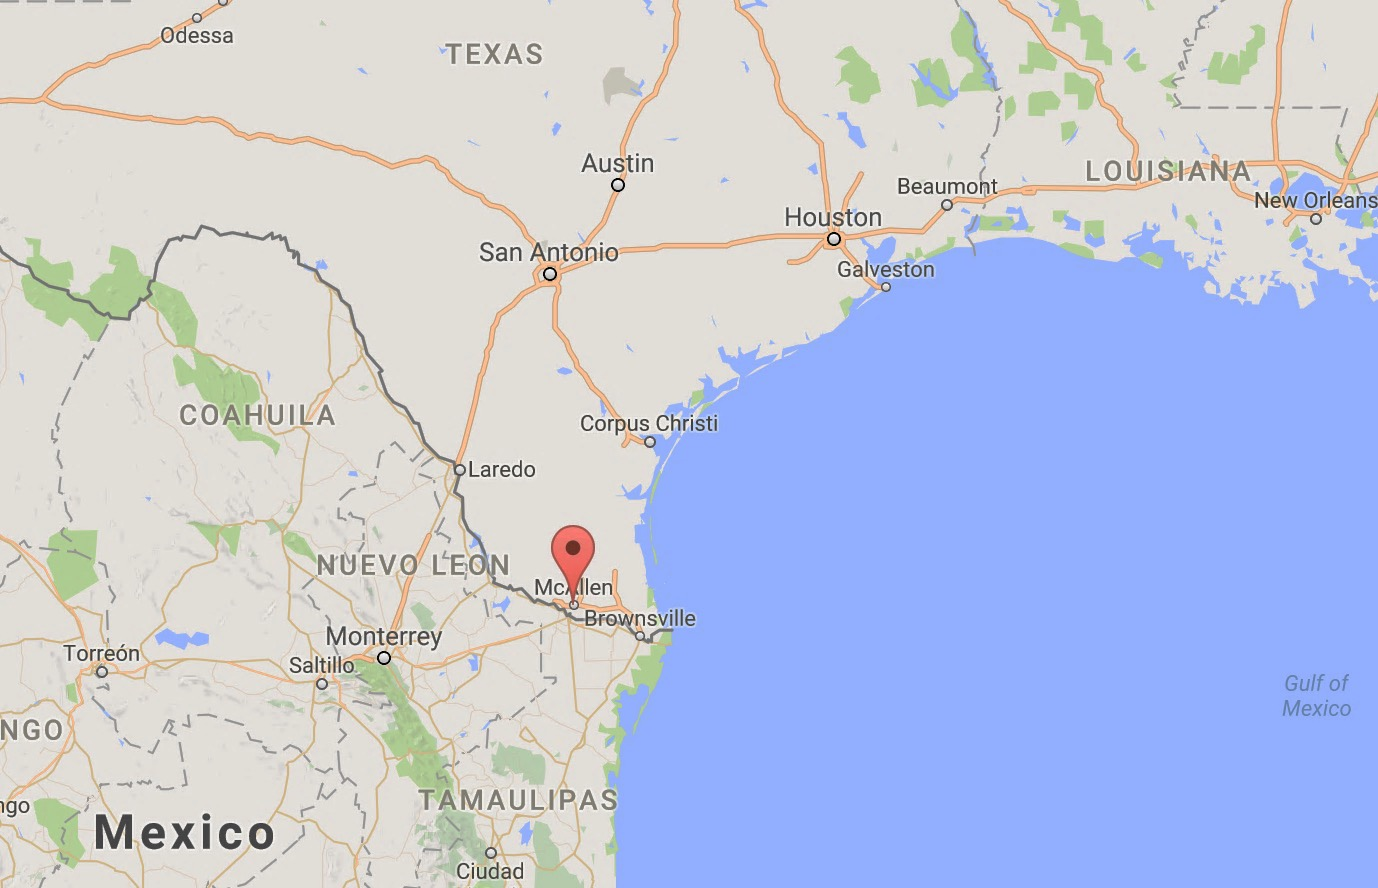 Odessa
TEXAS
Austin
LOUISIANA
Beaumont
New Orleans
Houston
San Antonio
Galveston
COAHUILA
Corpus Christi
Laredo
NUEVO LEON
McAllen
Brownsville
Monterrey
Torreón
Saltillo
Gulf of
Mexico
NGO
TAMAULIPAS
ngo
Mexico
Ciudad